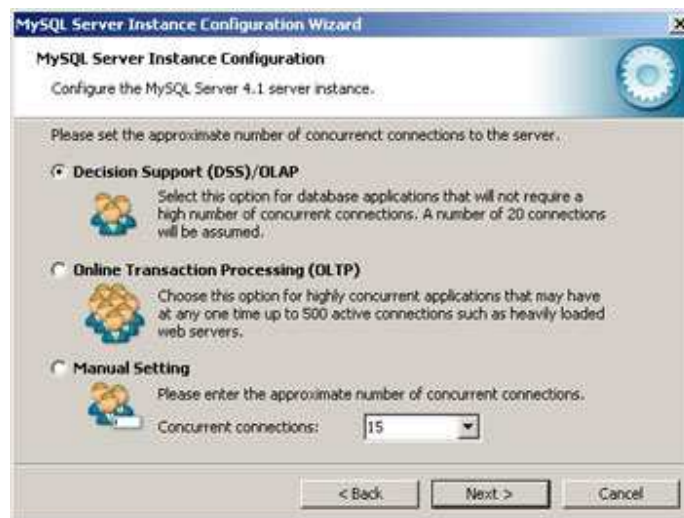 MySQL Server Instance Configuration Wizard
MySQL Server Instance Configuration
Configure the MySQL Server 4.1 server instance.
Please set the approximate number of concurrenct connections to the server.
Decision Support (DSS)/OLAP
Select this option for database applications that will not require a
high number of concurrent connections. A number of 20 connections
will be assumed.
Online Transaction Processing (OLTP)
Choose this option for highly concurrent applications that may have
at any one time up to 500 active connections such as heavily loaded
web servers.
Manual Setting
Please enter the approximate number of concurrent connections.
Concurrent connections: 15
< Back Next > Cancel